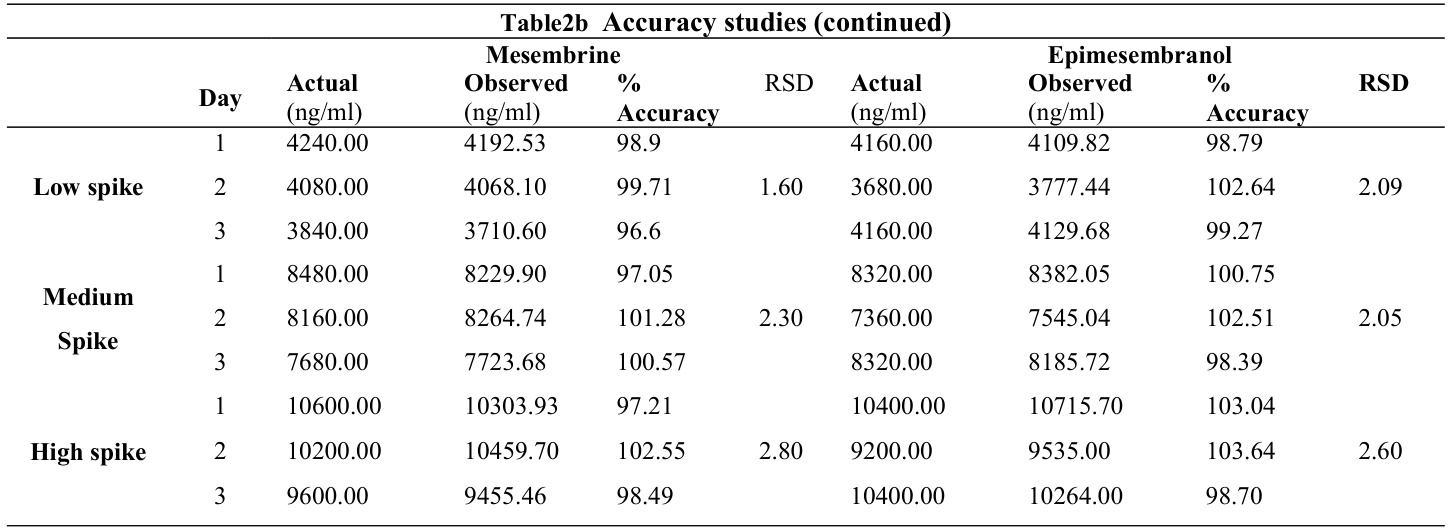 Table2b Accuracy studies (continued)
Mesembrine Epimesembranol
Day Actual (ng/ml) Observed (ng/ml) % Accuracy RSD Actual (ng/ml) Observed (ng/ml) % Accuracy RSD
1 4240.00 4192.53 98.9 4160.00 4109.82 98.79
Low spike 2 4080.00 4068.10 99.71 1.60 3680.00 3777.44 102.64 2.09
3 3840.00 3710.60 96.6 4160.00 4129.68 99.27
1 8480.00 8229.90 97.05 8320.00 8382.05 100.75
Medium Spike 2 8160.00 8264.74 101.28 2.30 7360.00 7545.04 102.51 2.05
3 7680.00 7723.68 100.57 8320.00 8185.72 98.39
1 10600.00 10303.93 97.21 10400.00 10715.70 103.04
High spike 2 10200.00 10459.70 102.55 2.80 9200.00 9535.00 103.64 2.60
3 9600.00 9455.46 98.49 10400.00 10264.00 98.70